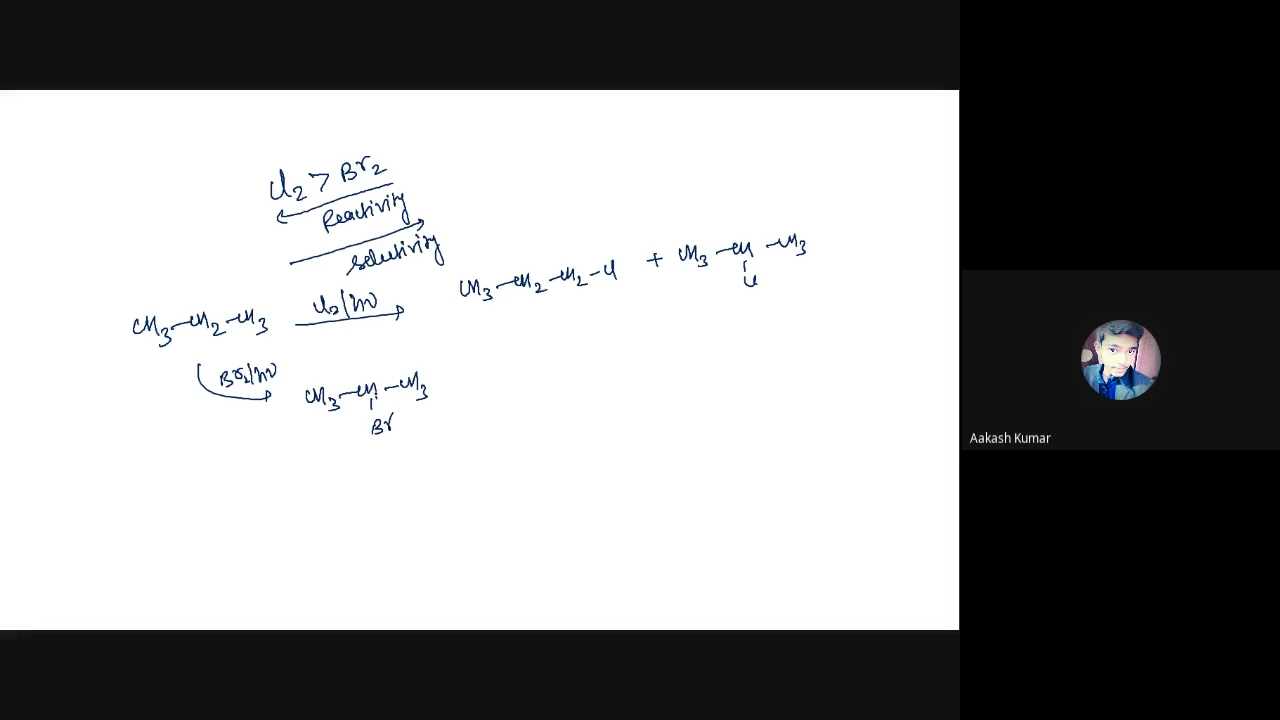 Cl2 > Br2
Reactivity
selectivity
CH3-CH2-CH3 Cl2/hν CH3-CH2-CH2-Cl + CH3-CH-CH3
Cl
Br2/hν CH3-CH-CH3
Br
Aakash Kumar